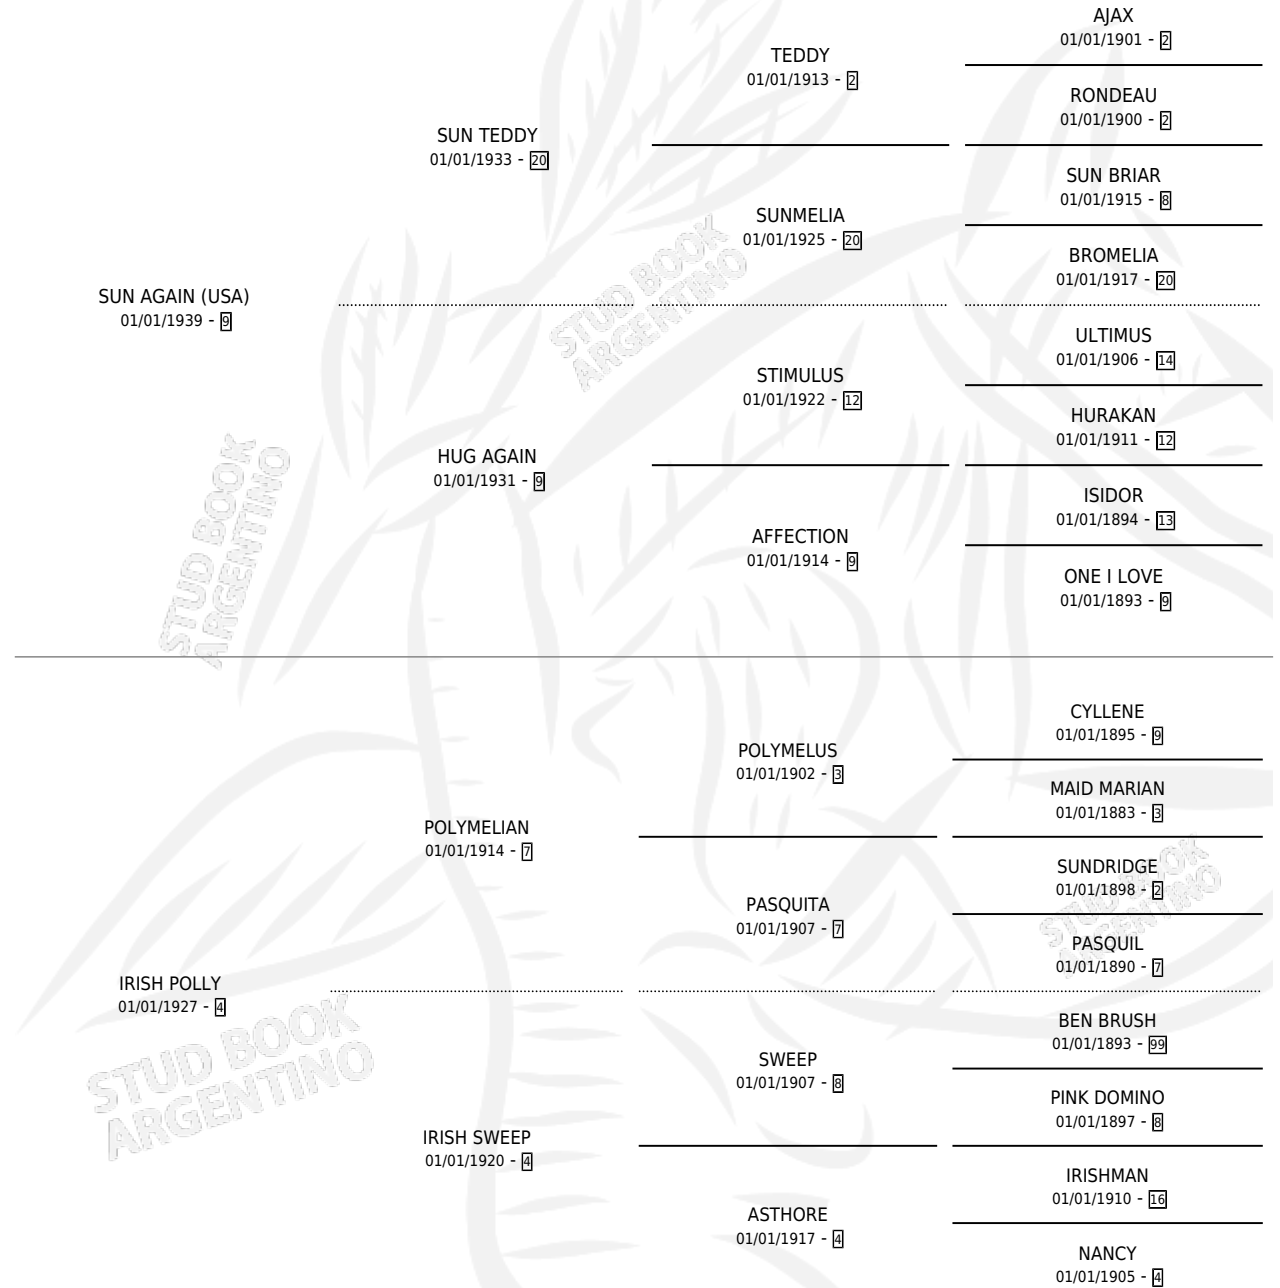 AJAX
01/01/1901 - 2
TEDDY
01/01/1913 - 2
RONDEAU
01/01/1900 - 2
SUN TEDDY
01/01/1933 - 20
SUN BRIAR
01/01/1915 - 8
SUNMELIA
01/01/1925 - 20
BROMELIA
01/01/1917 - 20
SUN AGAIN (USA)
01/01/1939 - 9
ULTIMUS
01/01/1906 - 14
STIMULUS
01/01/1922 - 12
HURAKAN
01/01/1911 - 12
HUG AGAIN
01/01/1931 - 9
ISIDOR
01/01/1894 - 13
AFFECTION
01/01/1914 - 9
ONE I LOVE
01/01/1893 - 9
CYLLENE
01/01/1895 - 9
POLYMELUS
01/01/1902 - 3
MAID MARIAN
01/01/1883 - 3
POLYMELIAN
01/01/1914 - 7
SUNDRIDGE
01/01/1898 - 2
PASQUITA
01/01/1907 - 7
PASQUIL
01/01/1890 - 7
IRISH POLLY
01/01/1927 - 4
BEN BRUSH
01/01/1893 - 99
SWEEP
01/01/1907 - 8
PINK DOMINO
01/01/1897 - 8
IRISH SWEEP
01/01/1920 - 4
IRISHMAN
01/01/1910 - 16
ASTHORE
01/01/1917 - 4
NANCY
01/01/1905 - 4
STUD BOOK
ARGENTINO
STUD BOOK
ARGENTINO
STUD BOOK
ARGENTINO
STUD BOOK
ARGENTINO